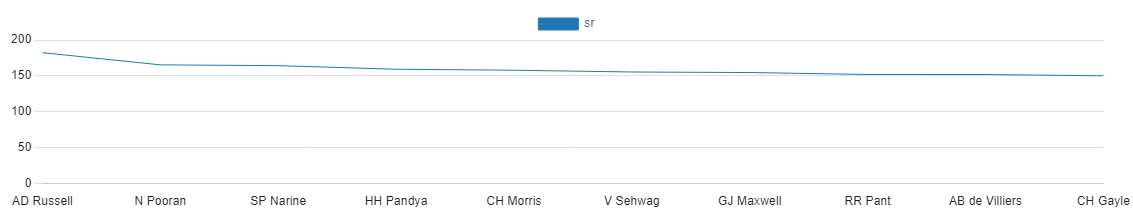 sr
200
150
100
50
0
AD Russell N Pooran SP Narine HH Pandya CH Morris V Sehwag GJ Maxwell RR Pant AB de Villiers CH Gayle